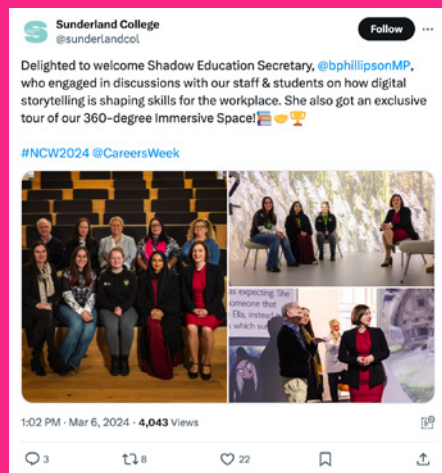 Sunderland College
@sunderlandcol
Follow
Delighted to welcome Shadow Education Secretary, @bphillipsonMP,
who engaged in discussions with our staff & students on how digital
storytelling is shaping skills for the workplace. She also got an exclusive
tour of our 360-degree Immersive Space!
#NCW2024 @CareersWeek
as expecting. She
omeone that
Ella, instead
which su
1:02 PM · Mar 6, 2024 · 4,043 Views
3 8 22